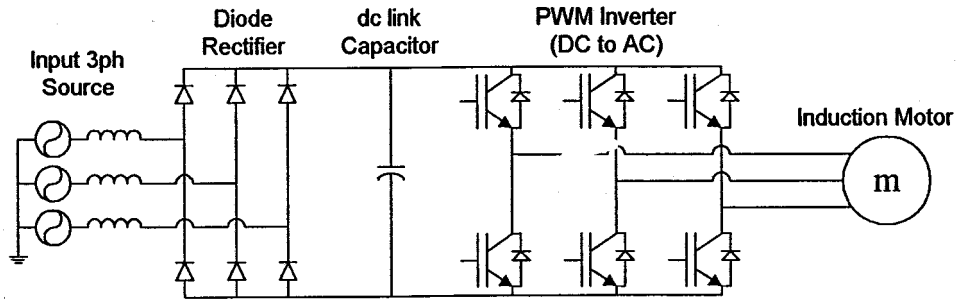 Input 3ph
Source
Diode
Rectifier
dc link
Capacitor
PWM Inverter
(DC to AC)
Induction Motor
m